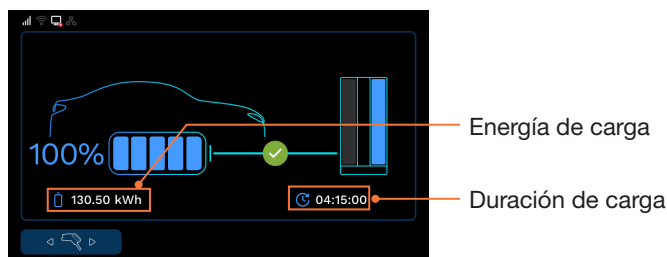 Energía de carga
100%
130.50 kWh
04:15:00
Duración de carga